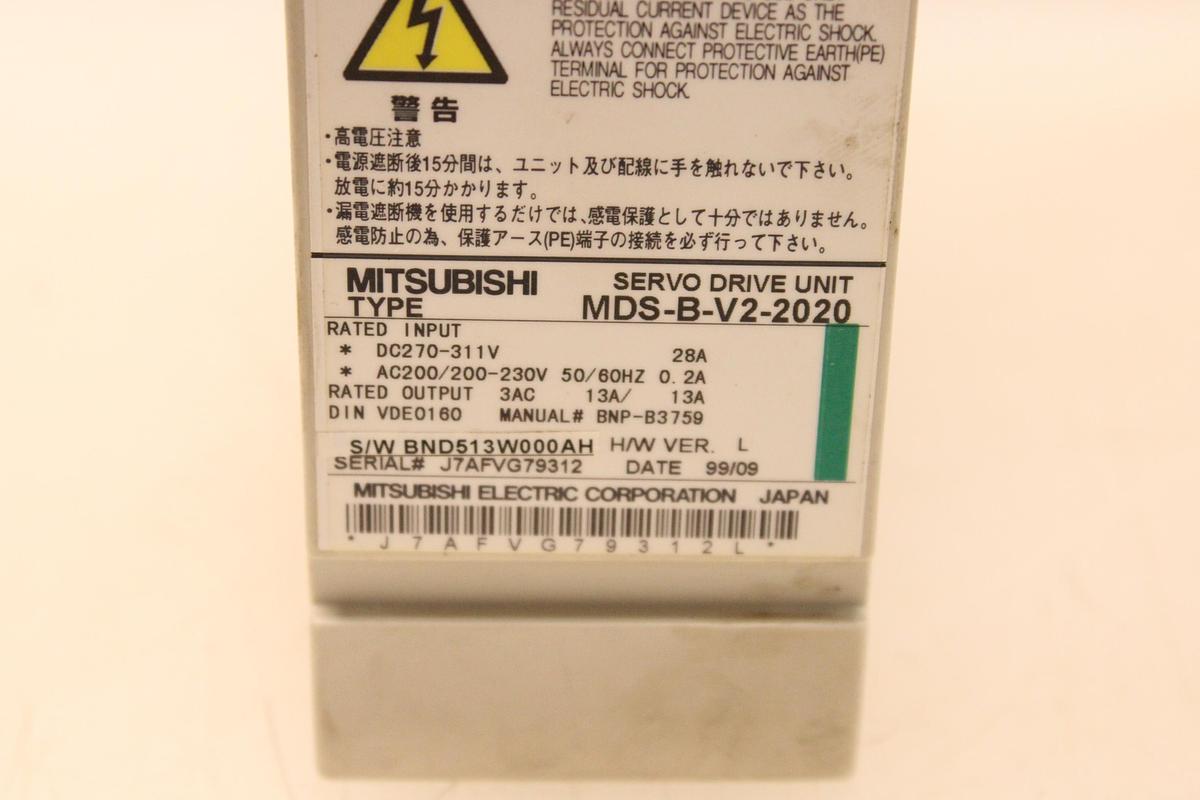 RESIDUAL CURRENT DEVICE AS THE
PROTECTION AGAINST ELECTRIC SHOCK.
ALWAYS CONNECT PROTECTIVE EARTH(PE)
TERMINAL FOR PROTECTION AGAINST
ELECTRIC SHOCK.
警告
・高電圧注意
・電源遮断後15分間は、ユニット及び配線に手を触れないで下さい。
放電に約15分かかります。
・漏電遮断機を使用するだけでは、感電保護として十分ではありません。
感電防止の為、保護アース(PE)端子の接続を必ず行って下さい。
MITSUBISHI SERVO DRIVE UNIT
TYPE MDS-B-V2-2020
RATED INPUT
* DC270-311V 28A
* AC200/200-230V 50/60HZ 0.2A
RATED OUTPUT 3AC 13A/ 13A
DIN VDE0160 MANUAL# BNP-B3759
S/W BND513W000AH H/W VER. L
SERIAL# J7AFVG79312 DATE 99/09
MITSUBISHI ELECTRIC CORPORATION JAPAN
*J7AFVG79312L*